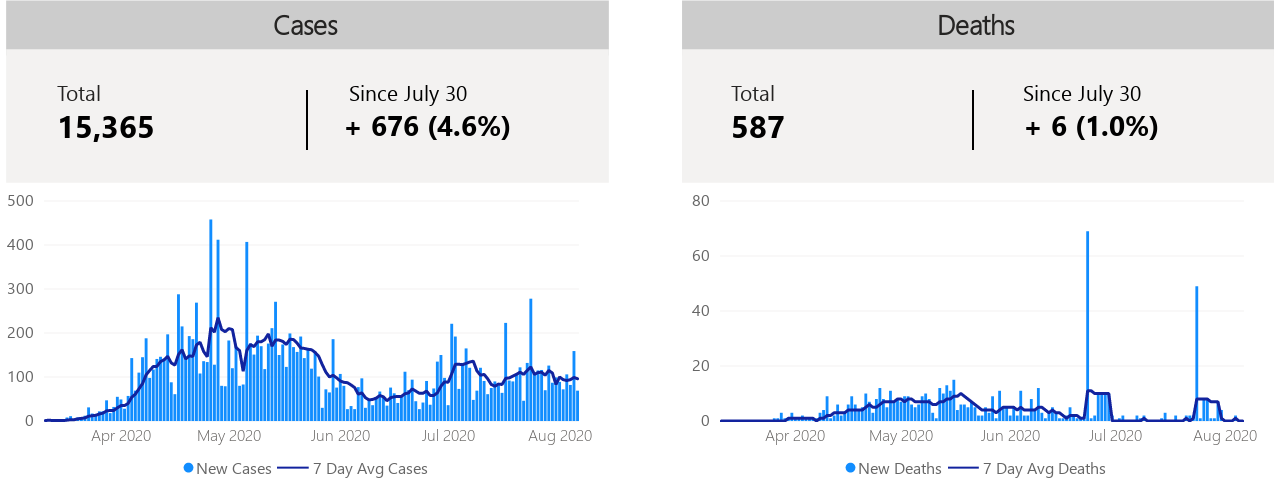 Cases
Total
15,365
Since July 30
+ 676 (4.6%)
500
400
300
200
100
0
Apr 2020 May 2020 Jun 2020 Jul 2020 Aug 2020
New Cases 7 Day Avg Cases
Deaths
Total
587
Since July 30
+ 6 (1.0%)
80
60
40
20
0
Apr 2020 May 2020 Jun 2020 Jul 2020 Aug 2020
New Deaths 7 Day Avg Deaths